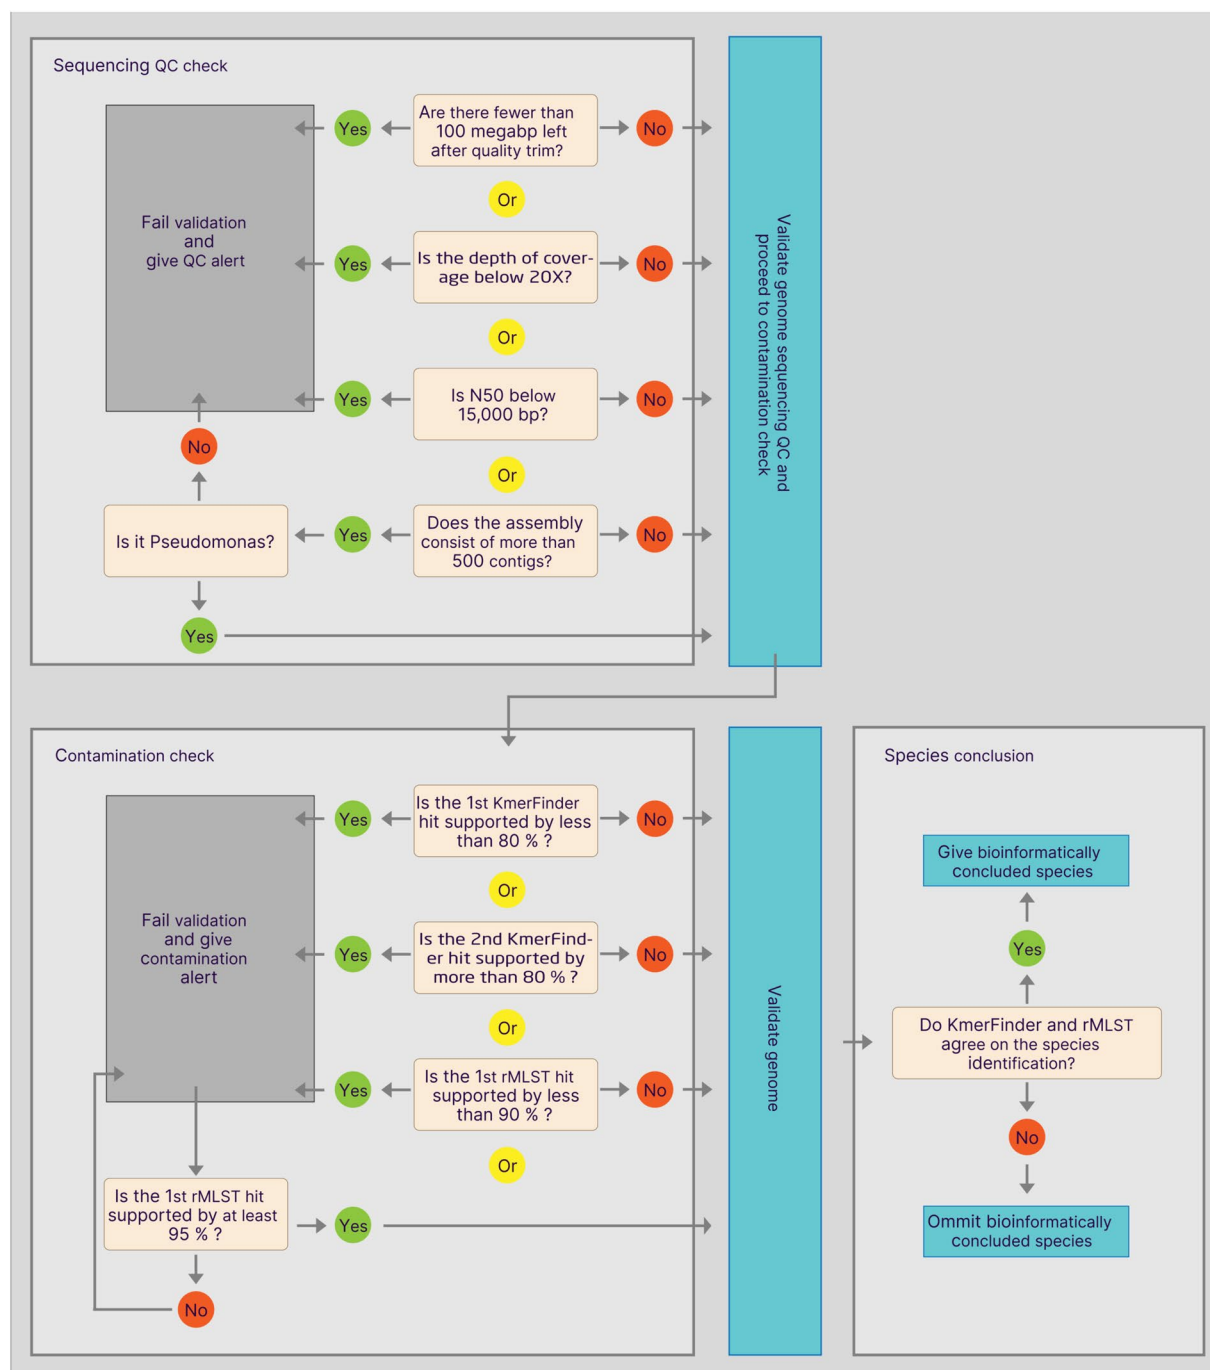 Sequencing QC check
Are there fewer than
100 megabp left
after quality trim?
Yes
No
Or
Fail validation
and
give QC alert
Is the depth of cover-
age below 20X?
Yes
No
Or
Is N50 below
15,000 bp?
Yes
No
Or
No
Is it Pseudomonas?
Yes
Does the assembly
consist of more than
500 contigs?
No
Yes
Validate genome sequencing QC and
proceed to contamination check
Contamination check
Is the 1st KmerFinder
hit supported by less
than 80 % ?
Yes
No
Or
Fail validation
and give
contamination
alert
Is the 2nd KmerFind-
er hit supported by
more than 80 % ?
Yes
No
Or
Is the 1st rMLST hit
supported by less
than 90 % ?
Yes
No
Or
Is the 1st rMLST hit
supported by at least
95 % ?
Yes
No
Validate genome
Species conclusion
Give bioinformatically
concluded species
Yes
Do KmerFinder and rMLST
agree on the species
identification?
No
Ommit bioinformatically
concluded species